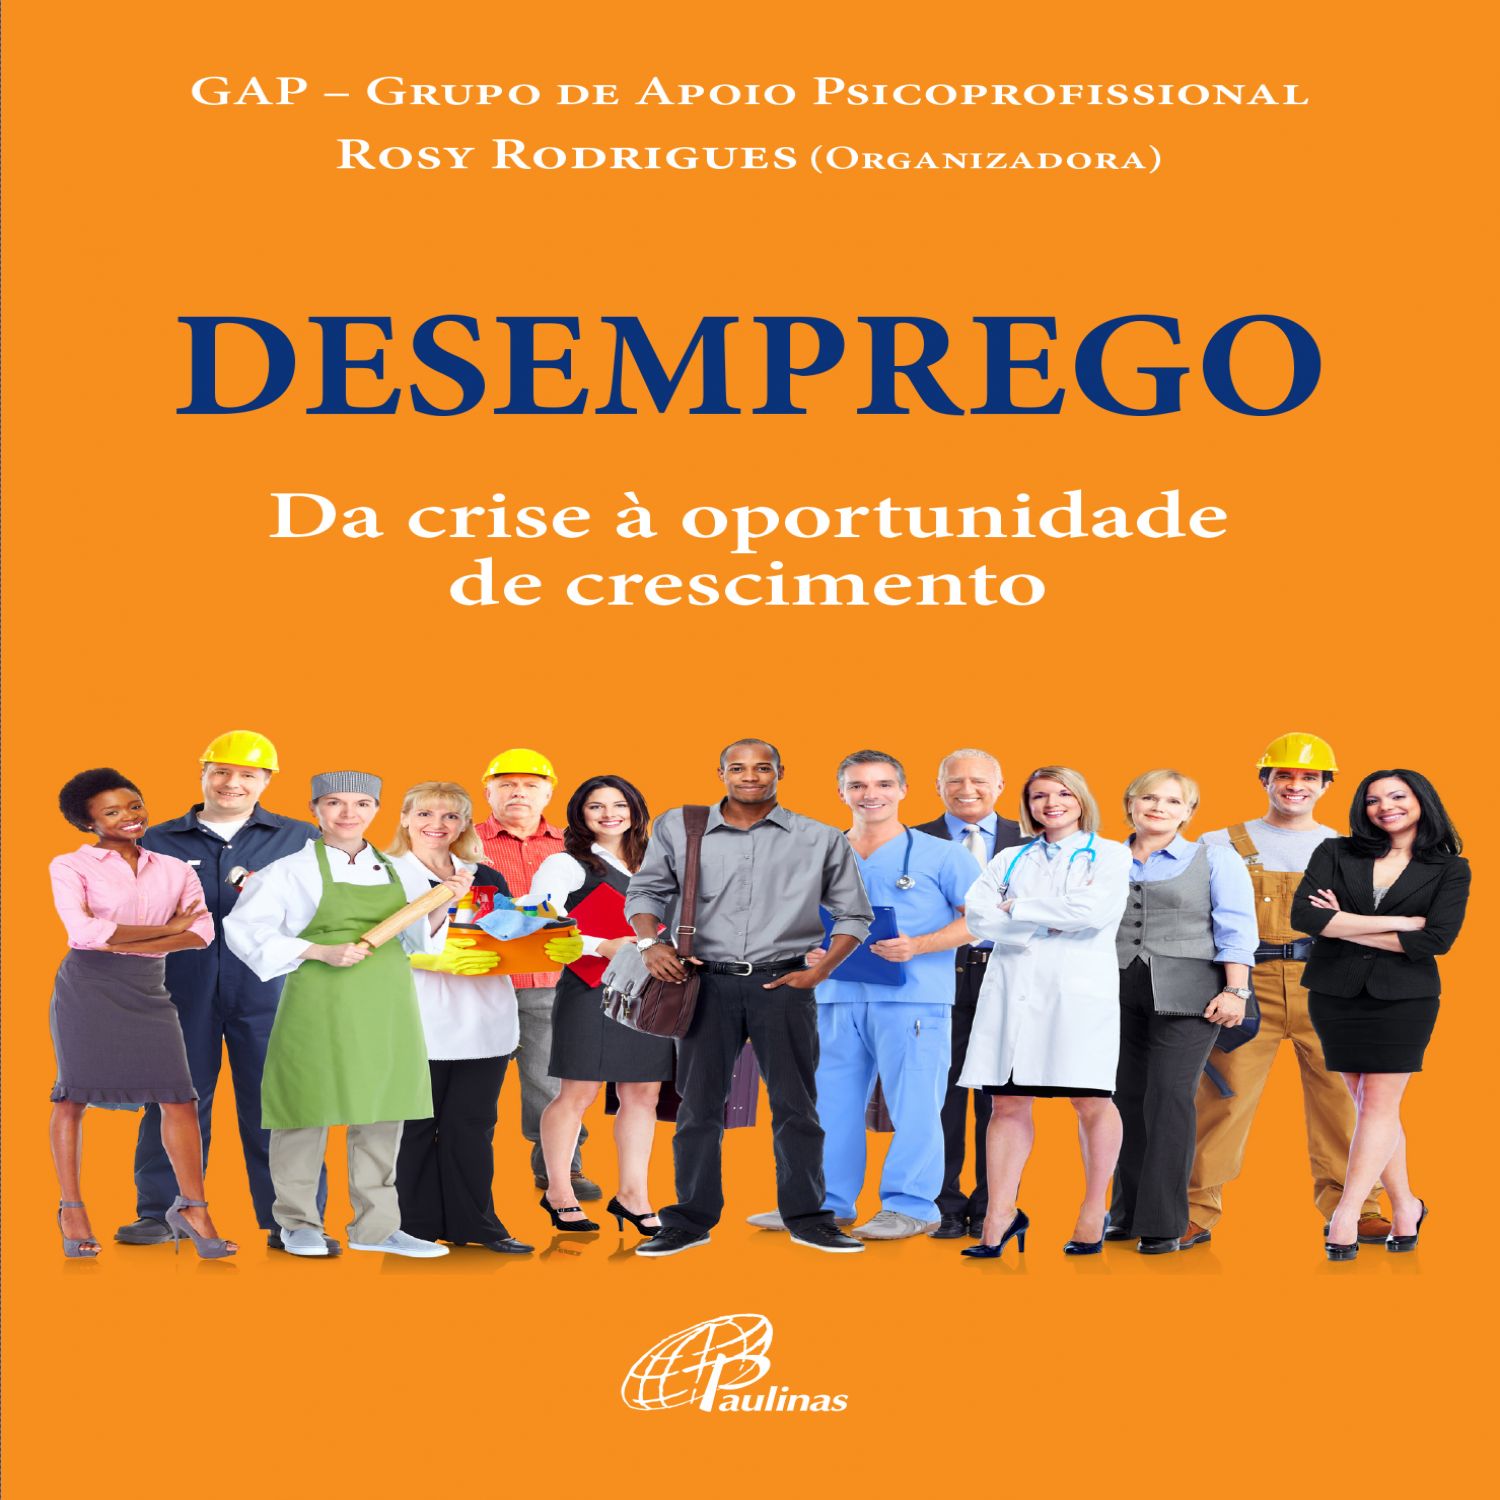 GAP – Grupo de Apoio Psicoprofissional
Rosy Rodrigues (Organizadora)
DESEMPREGO
Da crise à oportunidade
de crescimento
Paulinas